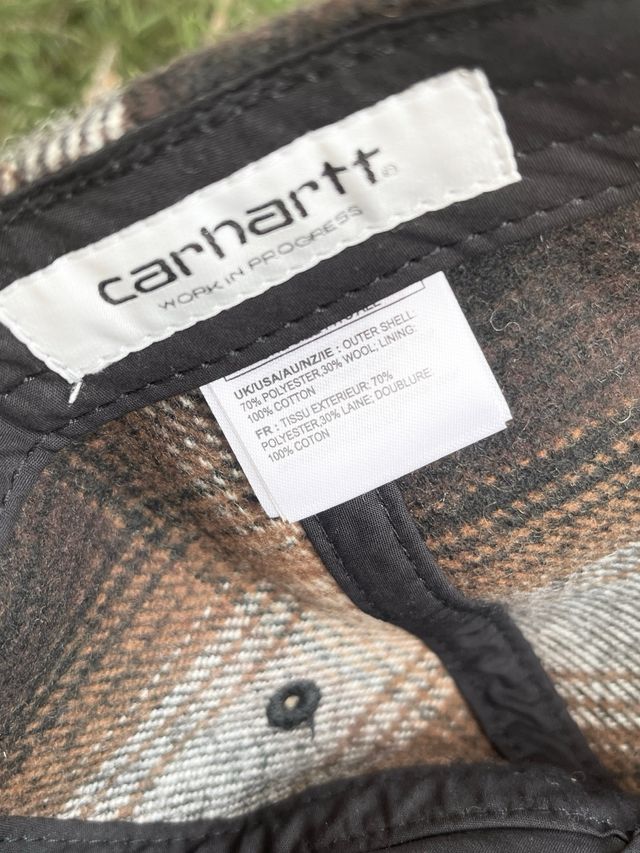 carhartt®
WORK IN PROGRESS
UK/USA/AU/NZ/IE : OUTER SHELL:
70% POLYESTER,30% WOOL; LINING:
100% COTTON
FR : TISSU EXTERIEUR: 70%
POLYESTER,30% LAINE; DOUBLURE:
100% COTON